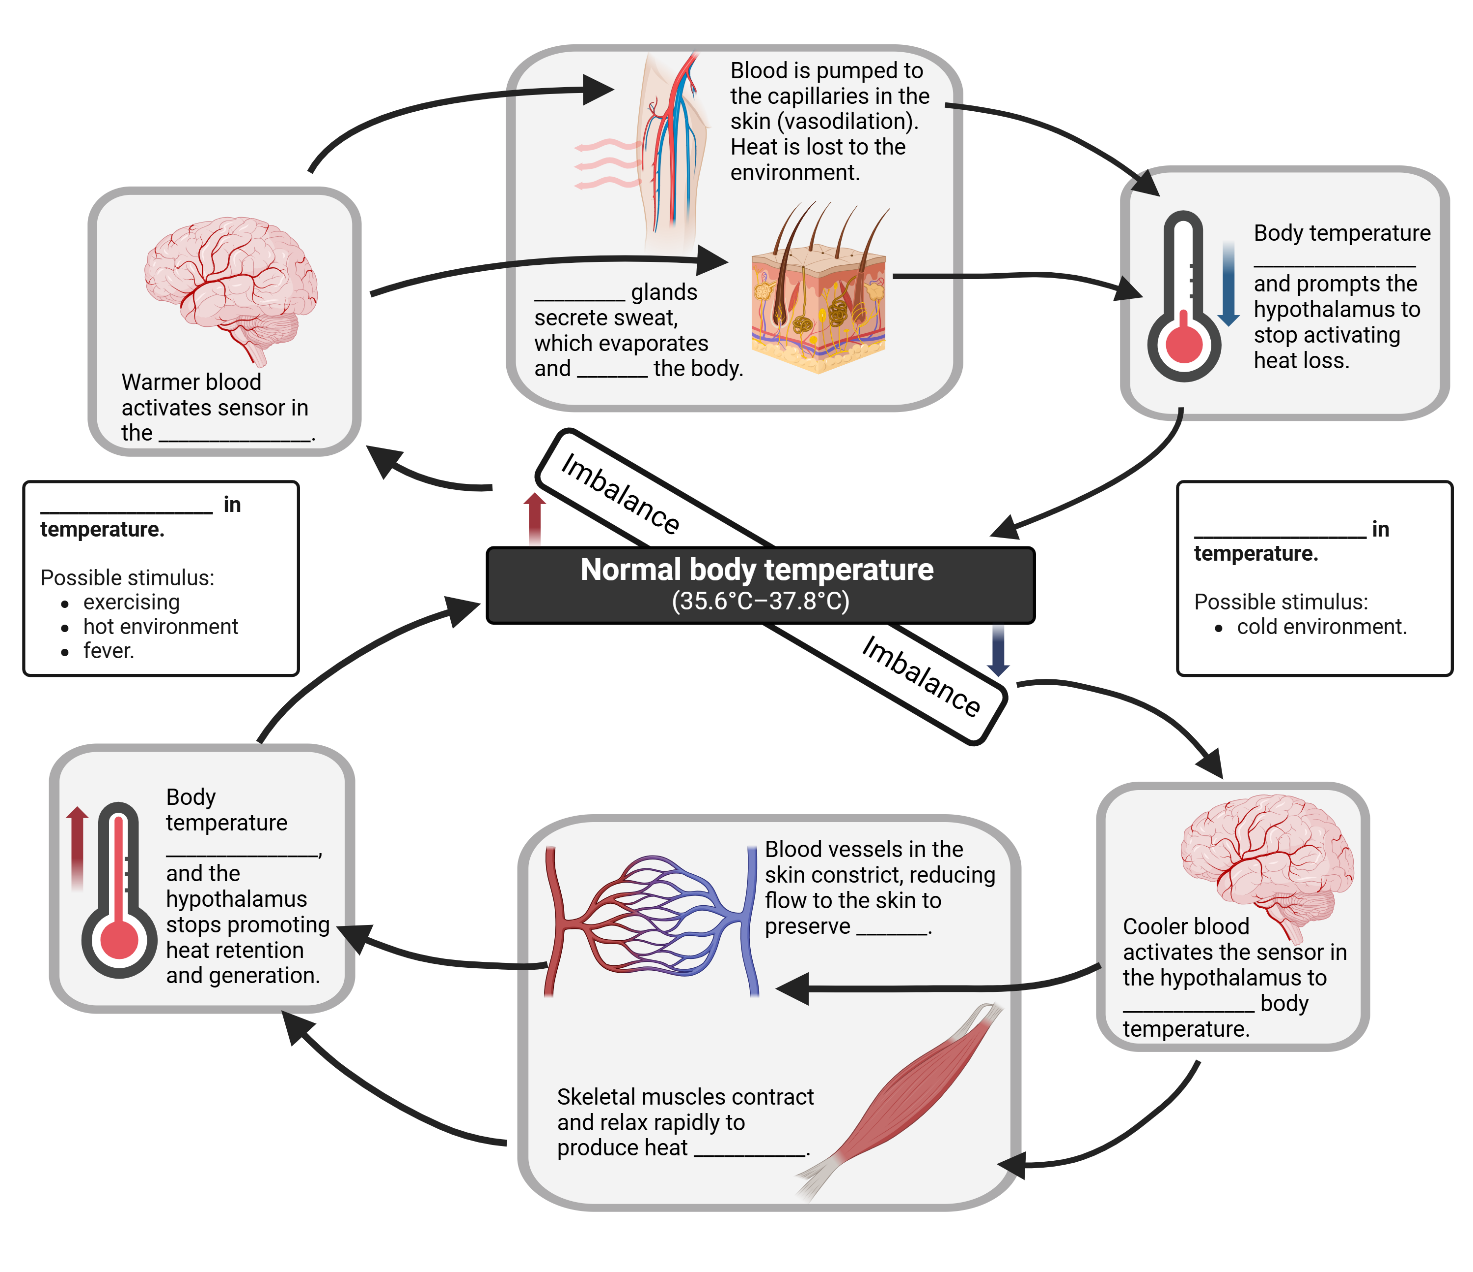 Blood is pumped to
the capillaries in the
skin (vasodilation).
Heat is lost to the
environment.
_________ glands
secrete sweat,
which evaporates
and _______ the body.
Warmer blood
activates sensor in
the _______________.
Body temperature
________________
and prompts the
hypothalamus to
stop activating
heat loss.
_________________ in
temperature.
Possible stimulus:
• exercising
• hot environment
• fever.
Imbalance
Normal body temperature
(35.6°C–37.8°C)
Imbalance
_________________ in
temperature.
Possible stimulus:
• cold environment.
Body
temperature
_______________,
and the
hypothalamus
stops promoting
heat retention
and generation.
Blood vessels in the
skin constrict, reducing
flow to the skin to
preserve _______.
Skeletal muscles contract
and relax rapidly to
produce heat ___________.
Cooler blood
activates the sensor in
the hypothalamus to
_____________ body
temperature.